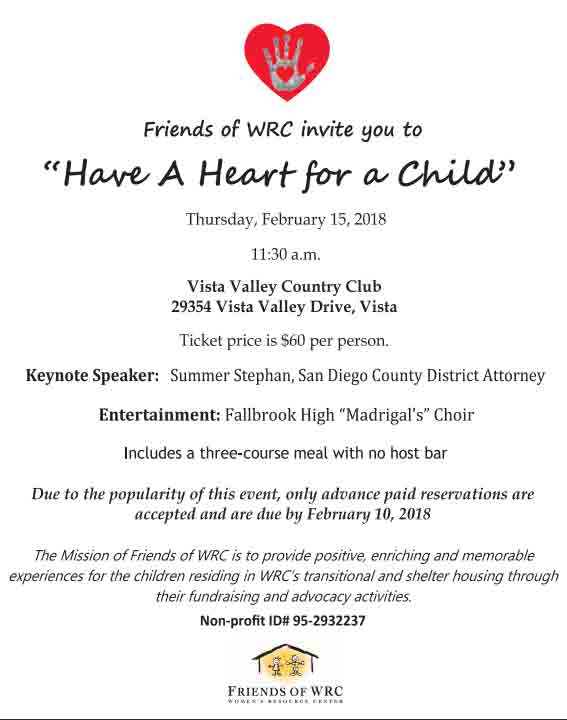 Friends of WRC invite you to
“Have A Heart for a Child”
Thursday, February 15, 2018
11:30 a.m.
Vista Valley Country Club
29354 Vista Valley Drive, Vista
Ticket price is $60 per person.
Keynote Speaker: Summer Stephan, San Diego County District Attorney
Entertainment: Fallbrook High “Madrigal’s” Choir
Includes a three-course meal with no host bar
Due to the popularity of this event, only advance paid reservations are
accepted and are due by February 10, 2018
The Mission of Friends of WRC is to provide positive, enriching and memorable
experiences for the children residing in WRC’s transitional and shelter housing through
their fundraising and advocacy activities.
Non-profit ID# 95-2932237
FRIENDS OF WRC
WOMEN'S RESOURCE CENTER